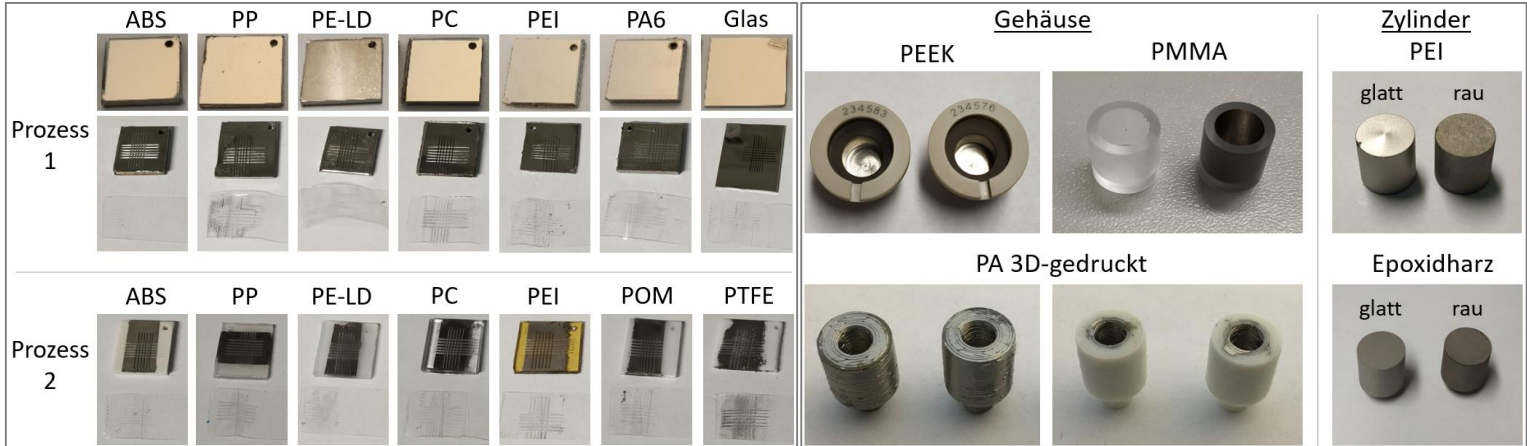 ABS PP PE-LD PC PEI PA6 Glas
Prozess
1
ABS PP PE-LD PC PEI POM PTFE
Prozess
2
Gehäuse
PEEK PMMA
234583 234576
PA 3D-gedruckt
Zylinder
PEI
glatt rau
Epoxidharz
glatt rau